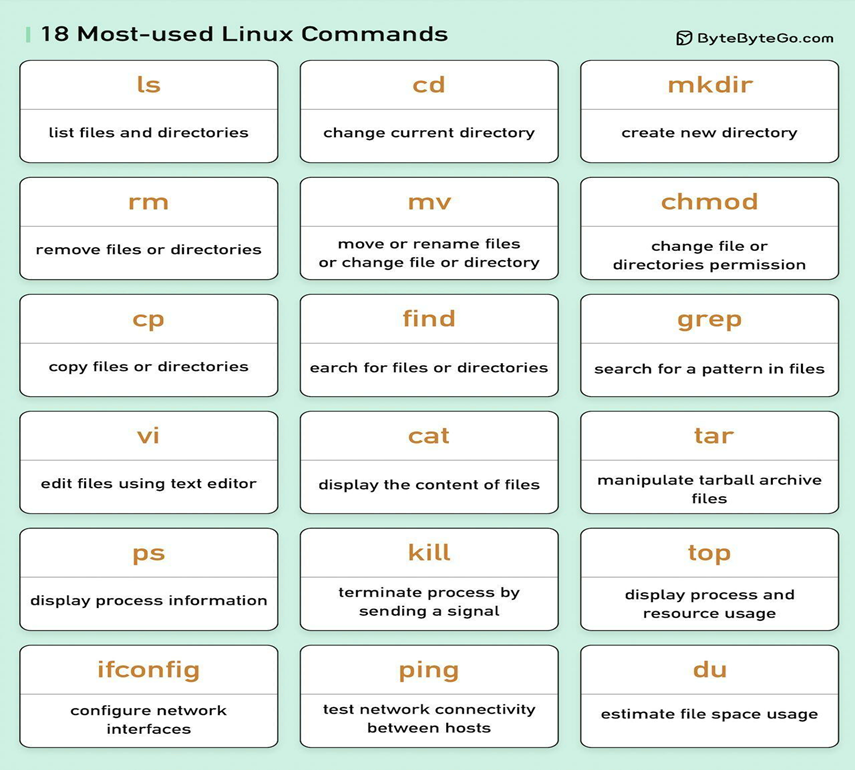 18 Most-used Linux Commands
ByteByteGo.com
ls
list files and directories
cd
change current directory
mkdir
create new directory
rm
remove files or directories
mv
move or rename files
or change file or directory
chmod
change file or
directories permission
cp
copy files or directories
find
earch for files or directories
grep
search for a pattern in files
vi
edit files using text editor
cat
display the content of files
tar
manipulate tarball archive
files
ps
display process information
kill
terminate process by
sending a signal
top
display process and
resource usage
ifconfig
configure network
interfaces
ping
test network connectivity
between hosts
du
estimate file space usage